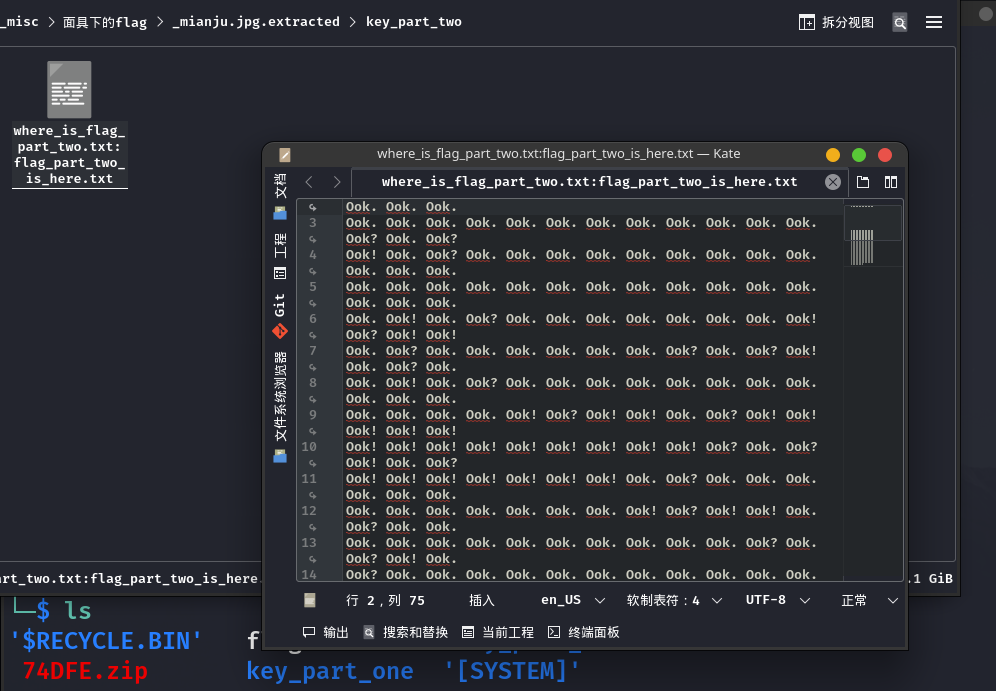 _misc > 面具下的flag > _mianju.jpg.extracted > key_part_two
拆分视图
where_is_flag_
part_two.txt:
flag_part_two_
is_here.txt
where_is_flag_part_two.txt:flag_part_two_is_here.txt — Kate
where_is_flag_part_two.txt:flag_part_two_is_here.txt
文档
工程
Git
文件系统浏览器
Ook. Ook. Ook.
3 Ook. Ook. Ook. Ook. Ook. Ook. Ook. Ook. Ook. Ook. Ook. Ook.
Ook? Ook. Ook?
4 Ook! Ook. Ook? Ook. Ook. Ook. Ook. Ook. Ook. Ook. Ook. Ook.
Ook. Ook. Ook.
5 Ook. Ook. Ook. Ook. Ook. Ook. Ook. Ook. Ook. Ook. Ook. Ook.
Ook. Ook. Ook.
6 Ook. Ook! Ook. Ook? Ook. Ook. Ook. Ook. Ook. Ook. Ook. Ook!
Ook? Ook! Ook!
7 Ook. Ook? Ook. Ook. Ook. Ook. Ook. Ook. Ook? Ook. Ook? Ook!
Ook. Ook? Ook.
8 Ook. Ook! Ook. Ook? Ook. Ook. Ook. Ook. Ook. Ook. Ook. Ook.
Ook. Ook. Ook.
9 Ook. Ook. Ook. Ook. Ook! Ook? Ook! Ook! Ook. Ook? Ook! Ook!
Ook! Ook! Ook!
10 Ook! Ook! Ook! Ook! Ook! Ook! Ook! Ook! Ook! Ook? Ook. Ook?
Ook! Ook. Ook?
11 Ook! Ook! Ook! Ook! Ook! Ook! Ook! Ook. Ook? Ook. Ook. Ook.
Ook. Ook. Ook.
12 Ook. Ook. Ook. Ook. Ook. Ook. Ook. Ook! Ook? Ook! Ook! Ook.
Ook? Ook. Ook.
13 Ook. Ook. Ook. Ook. Ook. Ook. Ook. Ook. Ook. Ook. Ook? Ook.
Ook? Ook! Ook.
14 Ook? Ook. Ook. Ook. Ook. Ook. Ook. Ook. Ook. Ook. Ook. Ook.
行 2 , 列 75 插入 en_US 软制表符 : 4 UTF-8 正常
输出 搜索和替换 当前工程 终端面板
rt_two.txt:flag_part_two_is_here.
.1 GiB
$ ls
'$RECYCLE.BIN'
74DFE.zip key_part_one '[SYSTEM]'